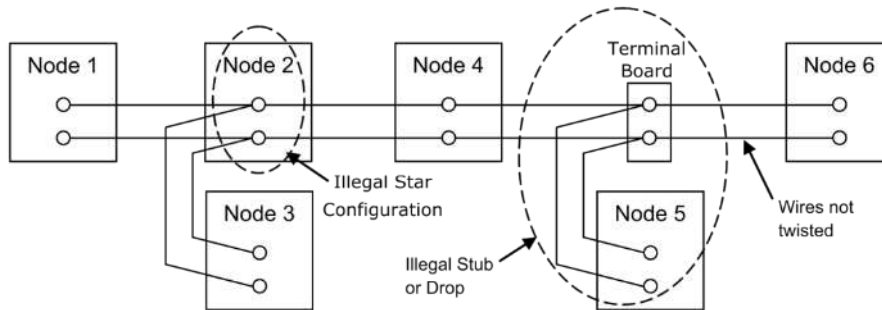 Node 1
Node 2
Node 4
Terminal
Board
Node 6
Illegal Star
Configuration
Node 3
Node 5
Wires not
twisted
Illegal Stub
or Drop